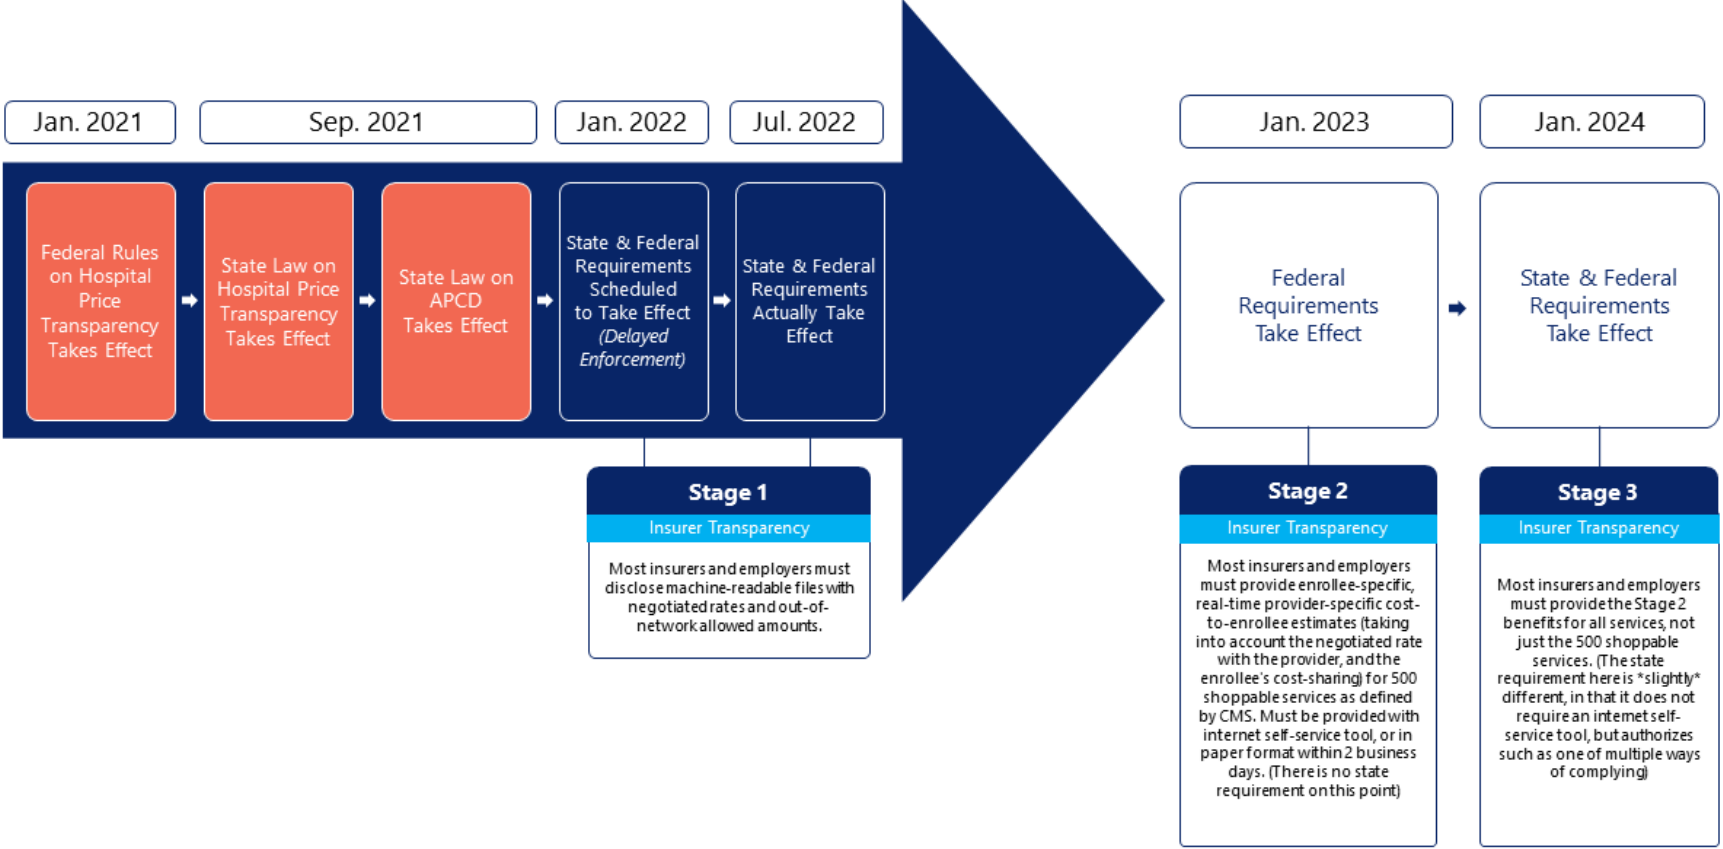 Jan. 2021
Sep. 2021
Jan. 2022
Jul. 2022
Jan. 2023
Jan. 2024
Federal Rules
on Hospital
Price
Transparency
Takes Effect
State Law on
Hospital Price
Transparency
Takes Effect
State Law on
APCD
Takes Effect
State & Federal
Requirements
Scheduled
to Take Effect
(Delayed
Enforcement)
State & Federal
Requirements
Actually Take
Effect
Federal
Requirements
Take Effect
State & Federal
Requirements
Take Effect
Stage 1
Insurer Transparency
Most insurers and employers must
disclose machine-readable files with
negotiated rates and out-of-
network allowed amounts.
Stage 2
Insurer Transparency
Most insurers and employers
must provide enrollee-specific,
real-time provider-specific cost-
to-enrollee estimates (taking
into account the negotiated rate
with the provider, and the
enrollee's cost-sharing) for 500
shoppable services as defined
by CMS. Must be provided with
internet self-service tool, or in
paper format within 2 business
days. (There is no state
requirement on this point)
Stage 3
Insurer Transparency
Most insurers and employers
must provide the Stage 2
benefits for all services, not
just the 500 shoppable
services. (The state
requirement here is *slightly*
different, in that it does not
require an internet self-
service tool, but authorizes
such as one of multiple ways
of complying)